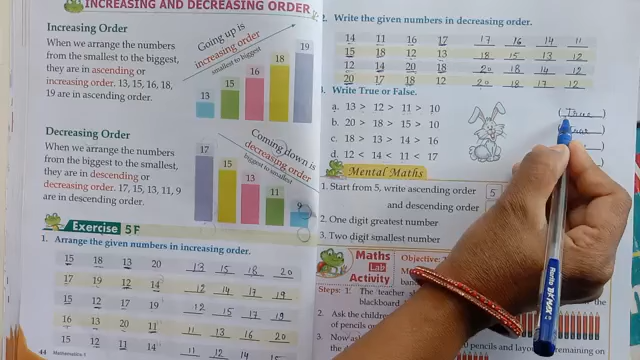 INCREASING AND DECREASING ORDER
Increasing Order
When we arrange the numbers
from the smallest to the biggest,
they are in ascending or
increasing order. 13, 15, 16, 18,
19 are in ascending order.
Going up is
increasing order
smallest to biggest
13 15 16 18 19
Decreasing Order
When we arrange the numbers
from the biggest to the smallest,
they are in descending or
decreasing order. 17, 15, 13, 11, 9
are in descending order.
Coming down is
decreasing order
biggest to smallest
17 15 13 11 9
Exercise 5 F
1. Arrange the given numbers in increasing order.
15 18 13 20 13 15 18 20
17 19 12 14 12 14 17 19
15 12 17 19 12 15 17 19
16 13 20 11 11 13 16 20
15 12 11 14 11 12 14 15
44 Mathematics-1
2. Write the given numbers in decreasing order.
14 11 16 17 17 16 14 11
15 18 12 13 18 15 13 12
12 14 20 18 20 18 14 12
20 17 18 12 20 18 17 12
Write True or False.
a. 13 > 12 > 11 > 10 (True)
b. 20 > 18 > 15 > 10
c. 18 > 13 > 14 > 16
d. 12 < 14 < 11 < 17
Mental Maths
1. Start from 5, write ascending order 5
and descending order
2. One digit greatest number
3. Two digit smallest number
Maths
Lab
Activity
Objective:
Steps: 1. The teacher
blackboard
the
2. Ask the children
of pencils
3. Now
pencils and layout remaining on